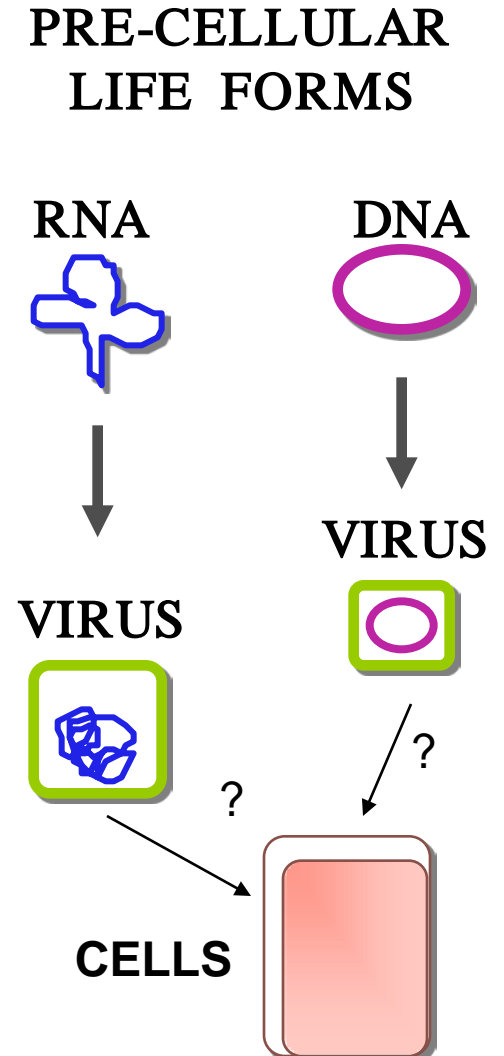 PRE-CELLULAR
LIFE FORMS
RNA
DNA
VIRUS
VIRUS
?
?
CELLS